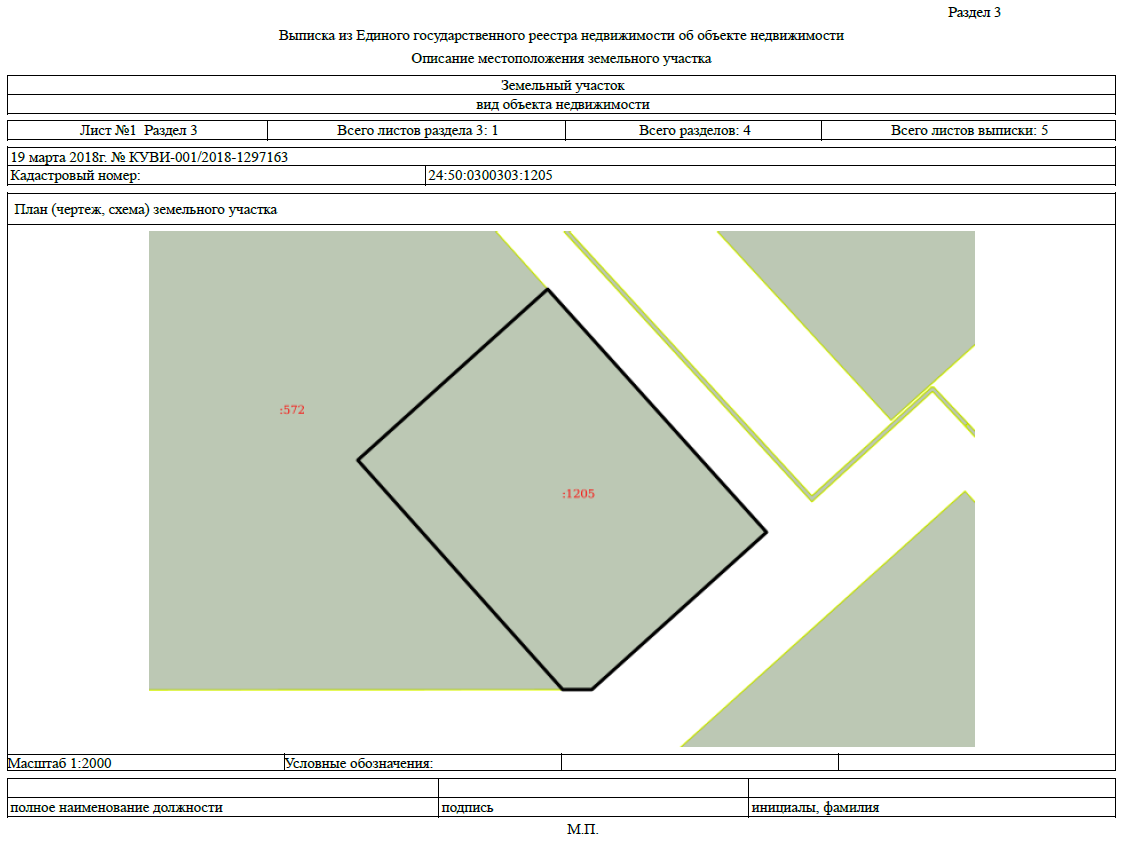 Раздел 3
Выписка из Единого государственного реестра недвижимости об объекте недвижимости
Описание местоположения земельного участка
Земельный участок
вид объекта недвижимости
Лист №1 Раздел 3 Всего листов раздела 3: 1 Всего разделов: 4 Всего листов выписки: 5
19 марта 2018г. № КУВИ-001/2018-1297163
Кадастровый номер: 24:50:0300303:1205
План (чертеж, схема) земельного участка
:572
:1205
Масштаб 1:2000 Условные обозначения:
полное наименование должности подпись инициалы, фамилия
М.П.